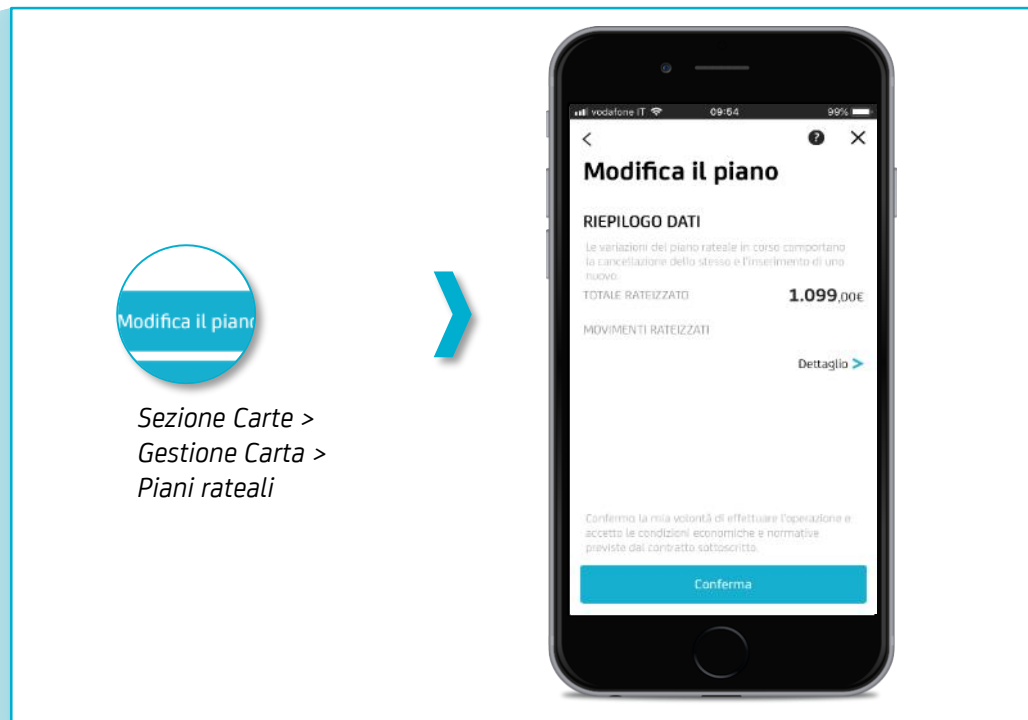 Modifica il piano
Sezione Carte >
Gestione Carta >
Piani rateali
vodafone IT 09:54 99%
Modifica il piano
RIEPILOGO DATI
Le variazioni del piano rateale in corso comportano
la cancellazione dello stesso e l'inserimento di uno
nuovo.
TOTALE RATEIZZATO 1.099,00€
MOVIMENTI RATEIZZATI
Dettaglio >
Confermo la mia volontà di effettuare l'operazione e
accetto le condizioni economiche e normative
previste dal contratto sottoscritto.
Conferma